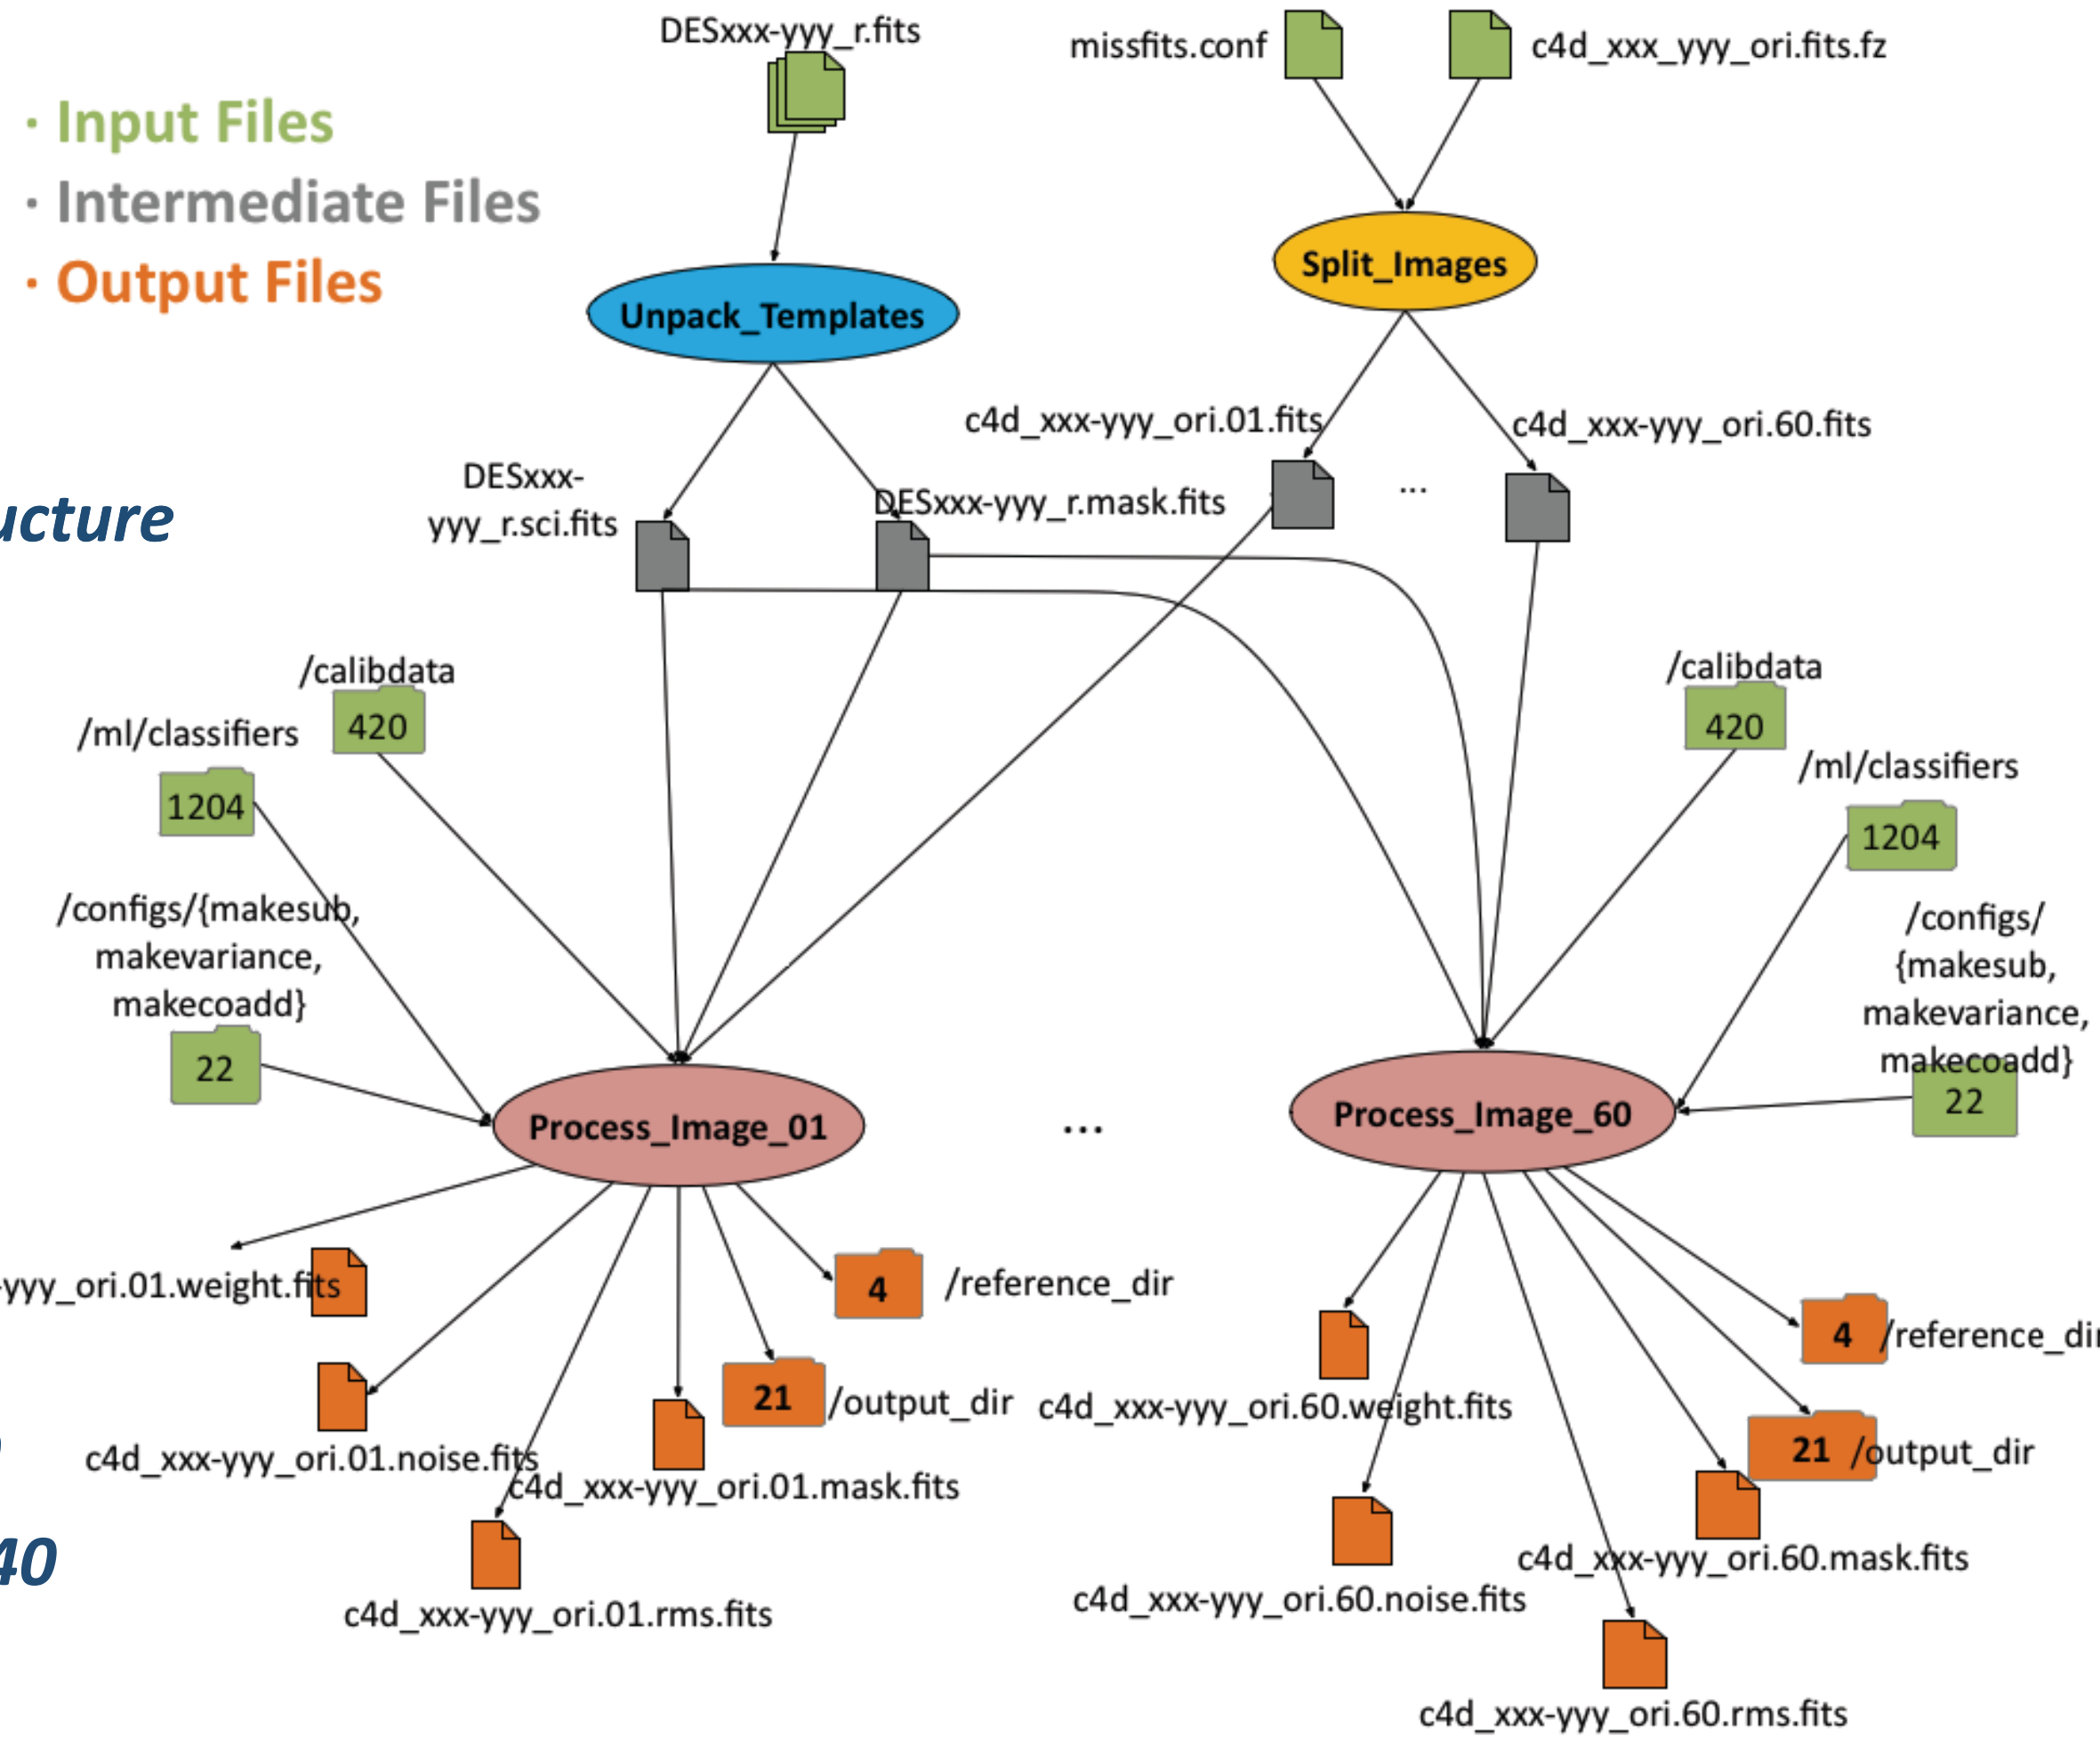 DESxxx-yyy_r.fits
missfits.conf
c4d_xxx_yyy_ori.fits.fz
· Input Files
· Intermediate Files
· Output Files
Split_Images
Unpack_Templates
c4d_xxx-yyy_ori.01.fits
c4d_xxx-yyy_ori.60.fits
DESxxx-
yyy_r.sci.fits
DESxxx-yyy_r.mask.fits
...
ucture
/calibdata
420
/ml/classifiers
1204
/configs/{makesub,
makevariance,
makecoadd}
22
/calibdata
420
/ml/classifiers
1204
/configs/
{makesub,
makevariance,
makecoadd}
22
Process_Image_01
...
Process_Image_60
-yyy_ori.01.weight.fits
4
/reference_dir
21
/output_dir
c4d_xxx-yyy_ori.01.noise.fits
c4d_xxx-yyy_ori.01.mask.fits
c4d_xxx-yyy_ori.01.rms.fits
40
4
/reference_dir
c4d_xxx-yyy_ori.60.weight.fits
21
/output_dir
c4d_xxx-yyy_ori.60.mask.fits
c4d_xxx-yyy_ori.60.noise.fits
c4d_xxx-yyy_ori.60.rms.fits